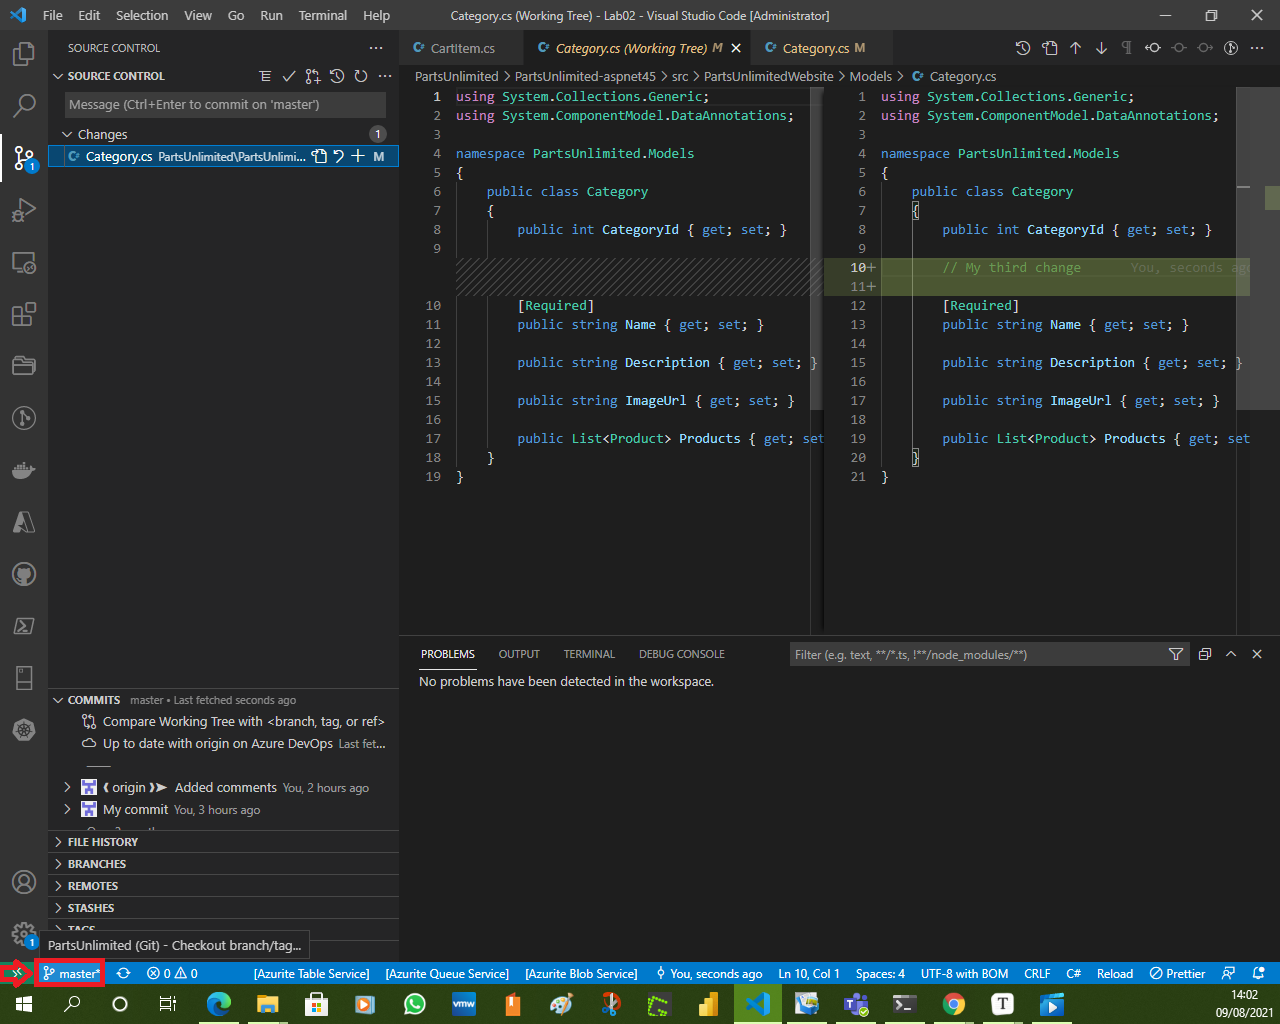 File Edit Selection View Go Run Terminal Help
Category.cs (Working Tree) - Lab02 - Visual Studio Code [Administrator]
SOURCE CONTROL
SOURCE CONTROL
Message (Ctrl+Enter to commit on 'master')
Changes 1
Category.cs PartsUnlimited\PartsUnlimi... M
1
COMMITS master • Last fetched seconds ago
Compare Working Tree with <branch, tag, or ref>
Up to date with origin on Azure DevOps Last fet...
origin Added comments You, 2 hours ago
My commit You, 3 hours ago
FILE HISTORY
BRANCHES
REMOTES
STASHES
TAGS
1
PartsUnlimited (Git) - Checkout branch/tag...
CartItem.cs
Category.cs (Working Tree) M
Category.cs M
PartsUnlimited > PartsUnlimited-aspnet45 > src > PartsUnlimitedWebsite > Models > Category.cs
1 using System.Collections.Generic;
2 using System.ComponentModel.DataAnnotations;
3
4 namespace PartsUnlimited.Models
5 {
6 public class Category
7 {
8 public int CategoryId { get; set; }
9
10 [Required]
11 public string Name { get; set; }
12
13 public string Description { get; set; }
14
15 public string ImageUrl { get; set; }
16
17 public List<Product> Products { get; set
18 }
19 }
1 using System.Collections.Generic;
2 using System.ComponentModel.DataAnnotations;
3
4 namespace PartsUnlimited.Models
5 {
6 public class Category
7 {
8 public int CategoryId { get; set; }
9
10+ // My third change You, seconds ago
11+
12 [Required]
13 public string Name { get; set; }
14
15 public string Description { get; set; }
16
17 public string ImageUrl { get; set; }
18
19 public List<Product> Products { get; set
20 }
21 }
PROBLEMS OUTPUT TERMINAL DEBUG CONSOLE
Filter (e.g. text, **/*.ts, !**/node_modules/**)
No problems have been detected in the workspace.
master* 0 0 [Azurite Table Service] [Azurite Queue Service] [Azurite Blob Service] You, seconds ago Ln 10, Col 1 Spaces: 4 UTF-8 with BOM CRLF C# Reload Prettier
vmw
T
14:02
09/08/2021